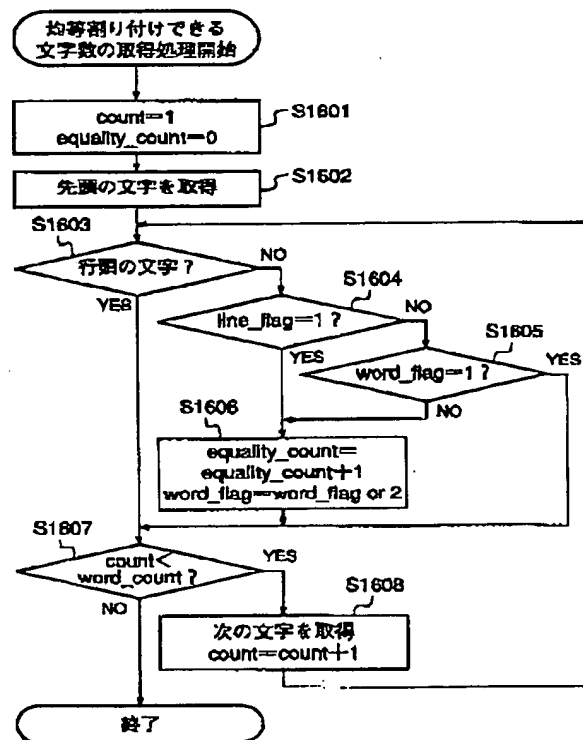 均等割り付けできる
文字数の取得処理開始
count=1
equality_count=0
S1601
先頭の文字を取得
S1602
S1603
行頭の文字?
NO
YES
S1604
line_flag=1?
NO
YES
S1605
word_flag=1?
YES
NO
S1606
equality_count=
equality_count+1
word_flag=word_flag or 2
S1607
count<
word_count?
YES
NO
S1608
次の文字を取得
count=count+1
終了